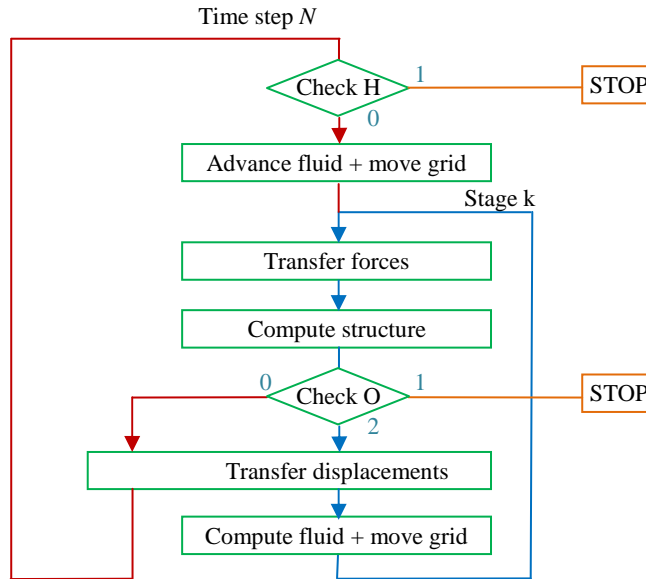 Time step N
Check H
1
STOP
0
Advance fluid + move grid
Stage k
Transfer forces
Compute structure
0
Check O
1
STOP
2
Transfer displacements
Compute fluid + move grid